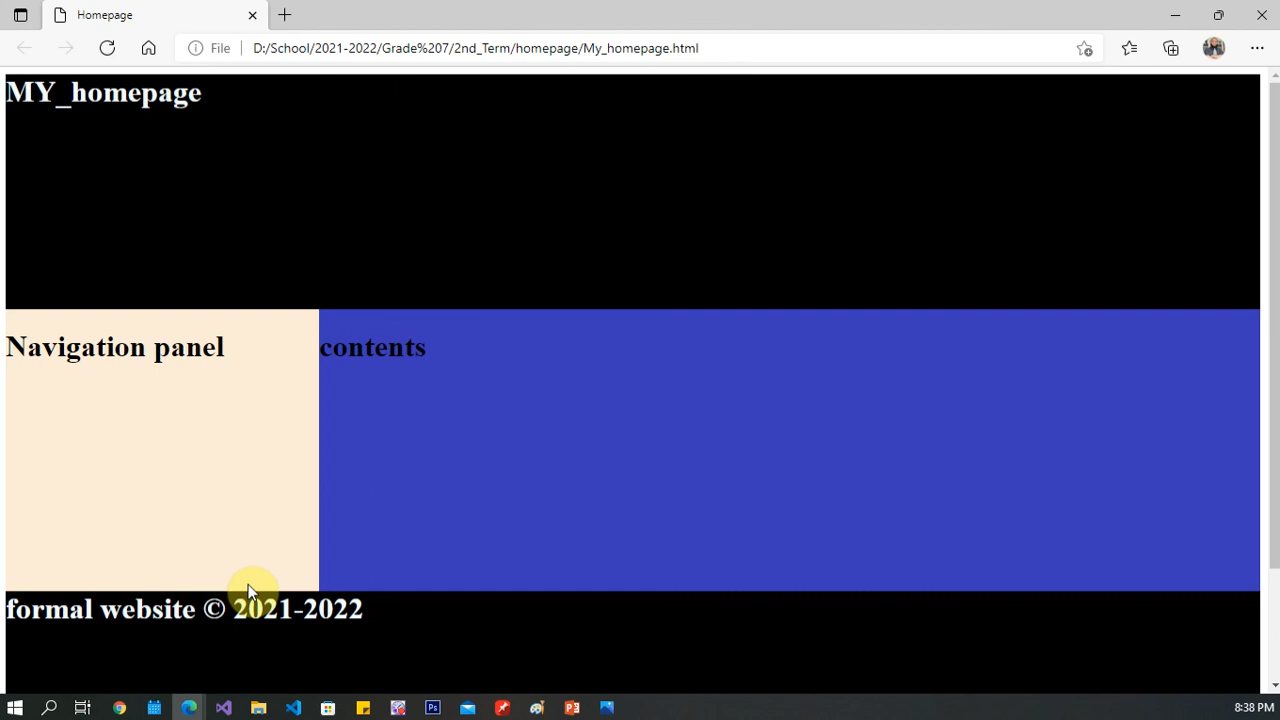 Homepage
File D:/School/2021-2022/Grade%207/2nd_Term/homepage/My_homepage.html
MY_homepage
Navigation panel
contents
formal website © 2021-2022
Ps
8:38 PM